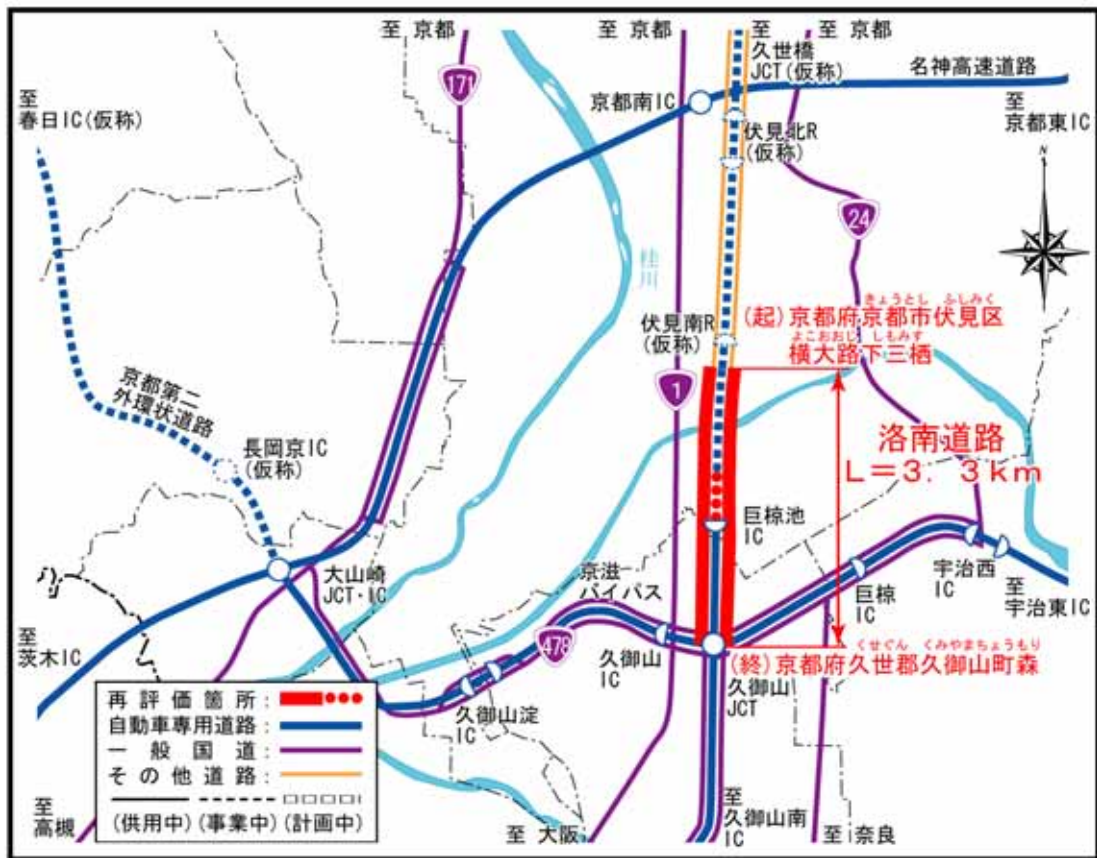 至 京都
至 京都
至
至 京都
久世橋
JCT(仮称)
名神高速道路
171
京都南IC
至
春日IC(仮称)
至
京都東IC
伏見北R
(仮称)
N
24
桂川
伏見南R
(仮称)
きょうとし ふしみく
(起)京都府京都市伏見区
よこおおじ しもみす
横大路下三栖
1
京都第二
外環状道路
長岡京IC
(仮称)
洛南道路
L=3. 3km
巨椋池
IC
大山崎
JCT・IC
京滋
バイパス
巨椋
IC
宇治西
IC
至
宇治東IC
至
茨木IC
478
久御山
IC
くせぐん くみやまちょうもり
(終)京都府久世郡久御山町森
久御山
JCT
久御山淀
IC
再評価箇所:
自動車専用道路:
一般国道:
その他道路:
(供用中) (事業中) (計画中)
至
高槻
至 大阪
至
久御山南
IC
至 奈良